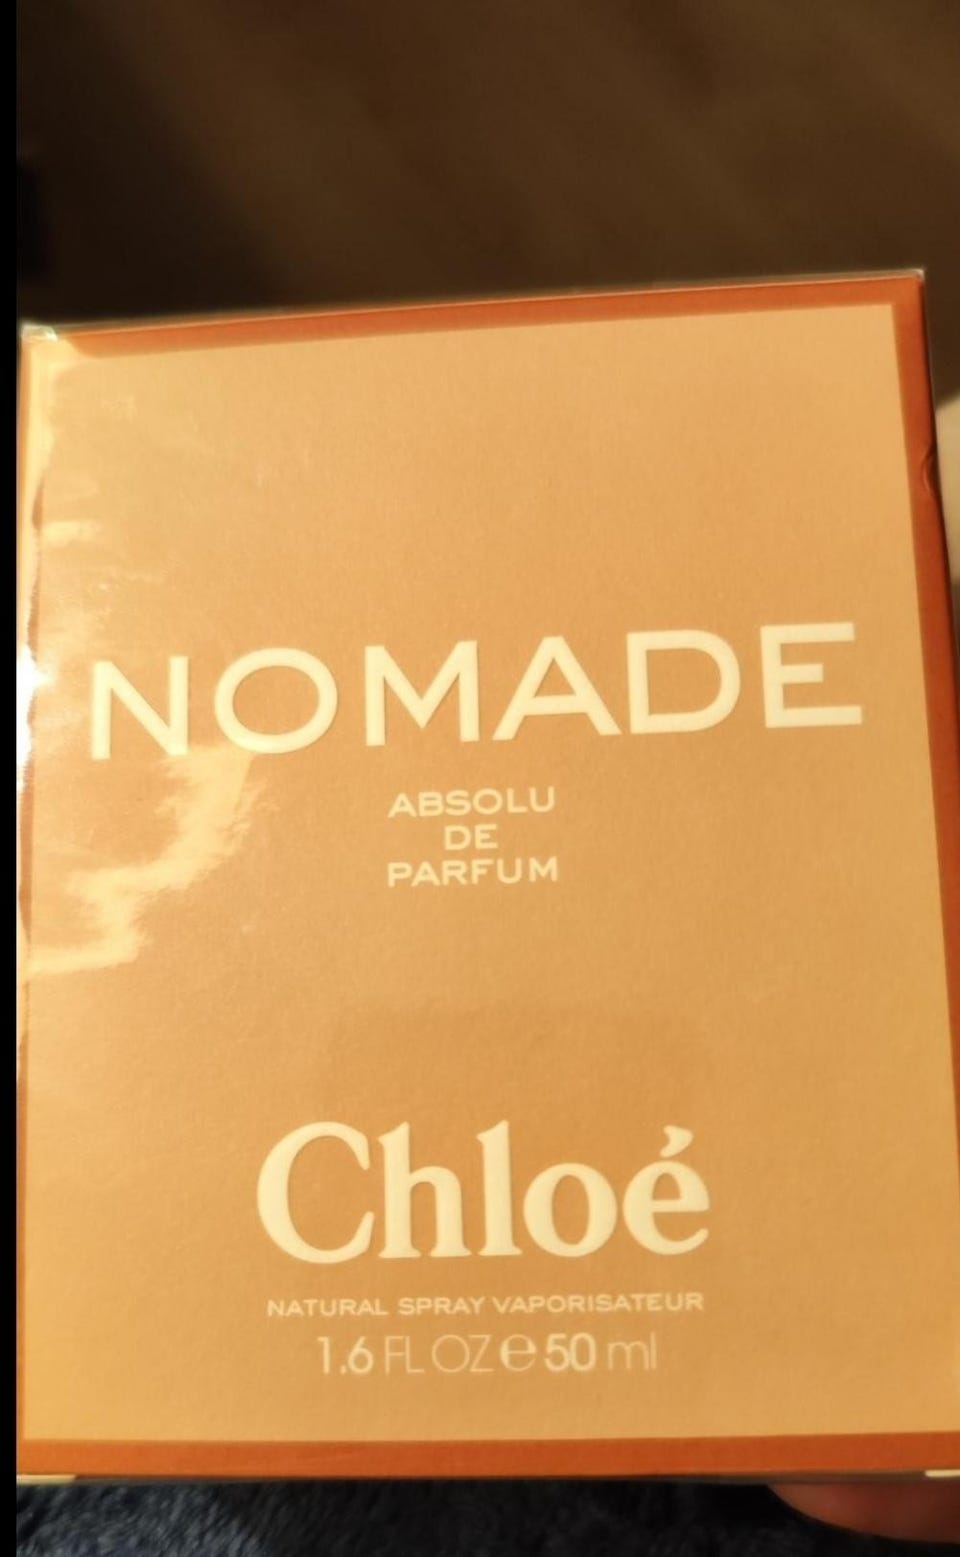 NOMADE
ABSOLU
DE
PARFUM
Chloé
NATURAL SPRAY VAPORISATEUR
1.6 FL OZ e 50 ml